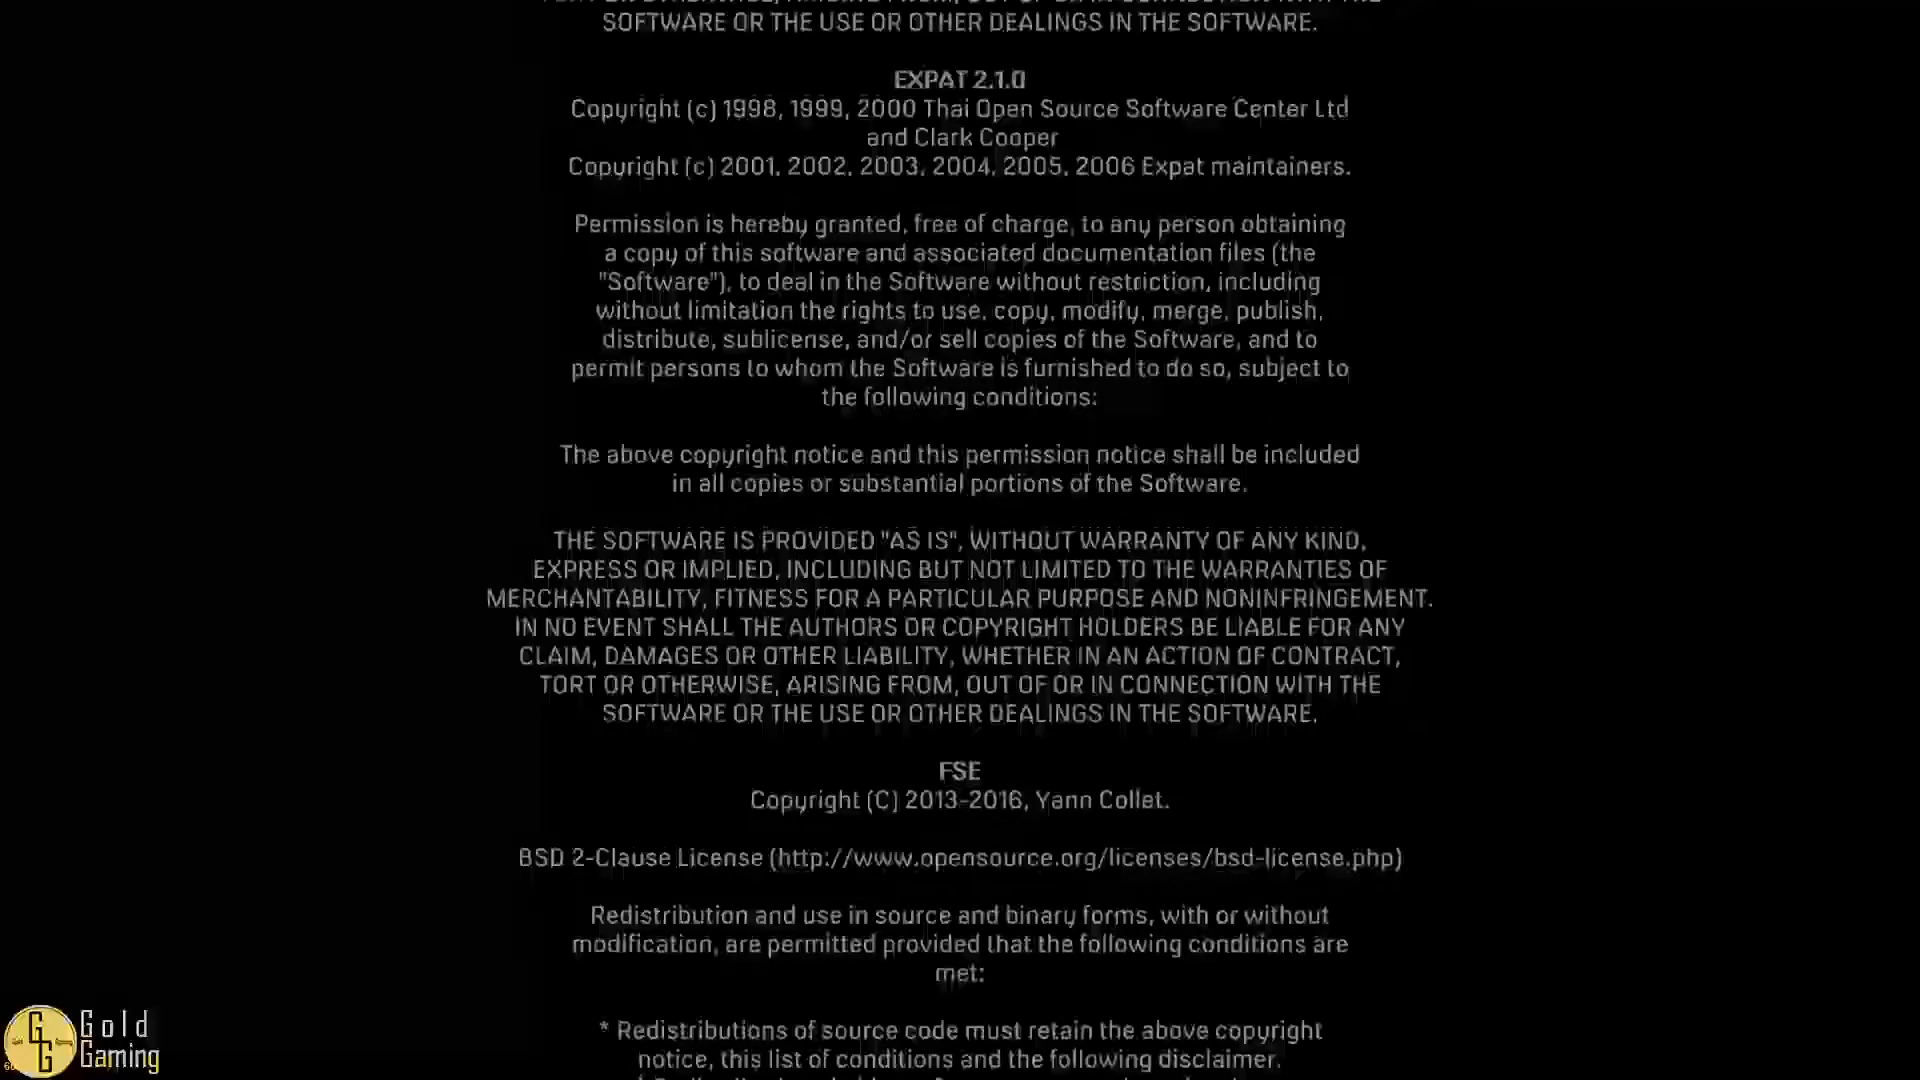 SOFTWARE OR THE USE OR OTHER DEALINGS IN THE SOFTWARE.
EXPAT 2.1.0
Copyright (c) 1998, 1999, 2000 Thai Open Source Software Center Ltd
and Clark Cooper
Copyright (c) 2001, 2002, 2003, 2004, 2005, 2006 Expat maintainers.
Permission is hereby granted, free of charge, to any person obtaining
a copy of this software and associated documentation files (the
"Software"), to deal in the Software without restriction, including
without limitation the rights to use, copy, modify, merge, publish,
distribute, sublicense, and/or sell copies of the Software, and to
permit persons to whom the Software is furnished to do so, subject to
the following conditions:
The above copyright notice and this permission notice shall be included
in all copies or substantial portions of the Software.
THE SOFTWARE IS PROVIDED "AS IS", WITHOUT WARRANTY OF ANY KIND,
EXPRESS OR IMPLIED, INCLUDING BUT NOT LIMITED TO THE WARRANTIES OF
MERCHANTABILITY, FITNESS FOR A PARTICULAR PURPOSE AND NONINFRINGEMENT.
IN NO EVENT SHALL THE AUTHORS OR COPYRIGHT HOLDERS BE LIABLE FOR ANY
CLAIM, DAMAGES OR OTHER LIABILITY, WHETHER IN AN ACTION OF CONTRACT,
TORT OR OTHERWISE, ARISING FROM, OUT OF OR IN CONNECTION WITH THE
SOFTWARE OR THE USE OR OTHER DEALINGS IN THE SOFTWARE.
FSE
Copyright (C) 2013-2016, Yann Collet.
BSD 2-Clause License (http://www.opensource.org/licenses/bsd-license.php)
Redistribution and use in source and binary forms, with or without
modification, are permitted provided that the following conditions are
met:
* Redistributions of source code must retain the above copyright
notice, this list of conditions and the following disclaimer.
GG
Gold
Gaming